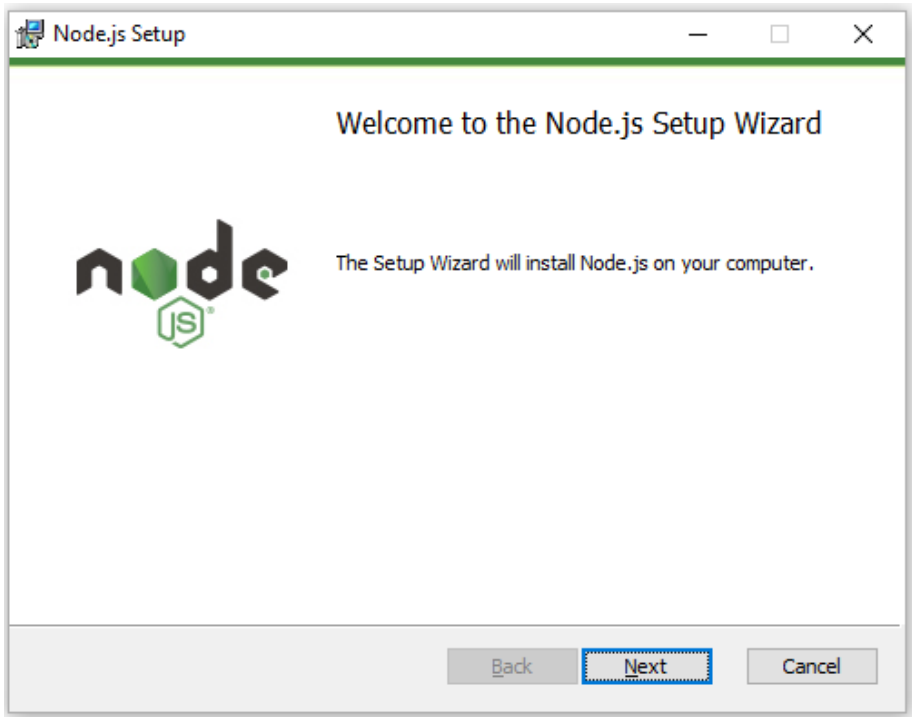 Node.js Setup
Welcome to the Node.js Setup Wizard
The Setup Wizard will install Node.js on your computer.
node
JS®
Back Next Cancel